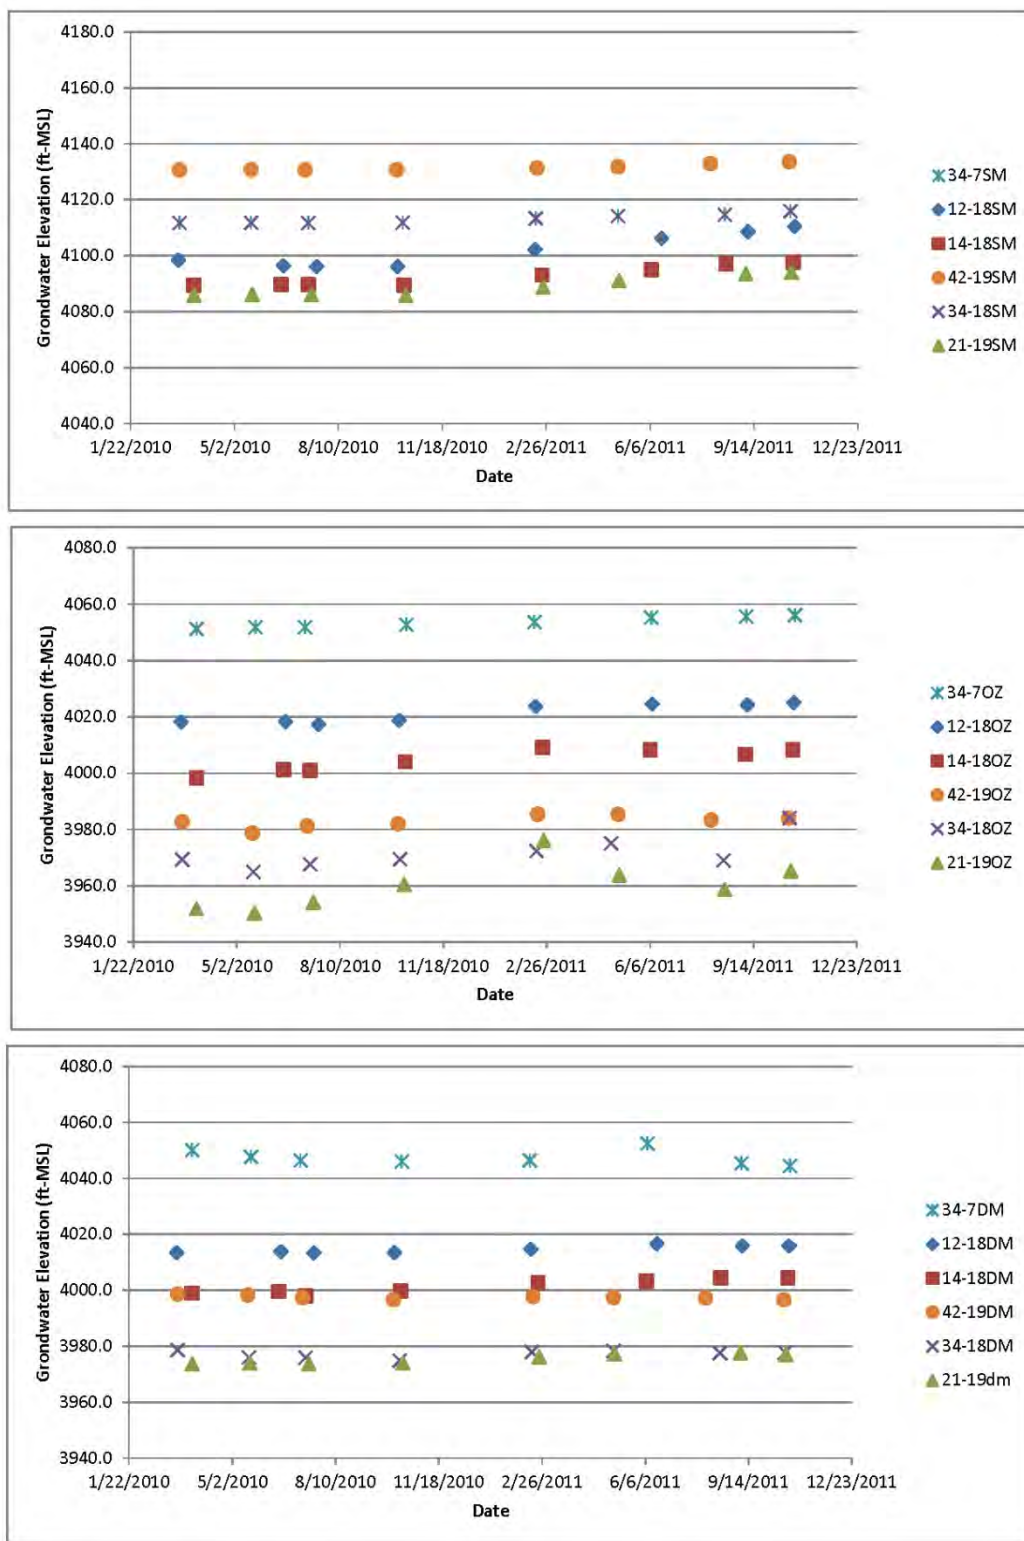 4180.0
4160.0
4140.0
4120.0
4100.0
4080.0
4060.0
4040.0
Grondwater Elevation (ft-MSL)
1/22/2010 5/2/2010 8/10/2010 11/18/2010 2/26/2011 6/6/2011 9/14/2011 12/23/2011
Date
34-7SM
12-18SM
14-18SM
42-19SM
34-18SM
21-19SM
4080.0
4060.0
4040.0
4020.0
4000.0
3980.0
3960.0
3940.0
Grondwater Elevation (ft-MSL)
1/22/2010 5/2/2010 8/10/2010 11/18/2010 2/26/2011 6/6/2011 9/14/2011 12/23/2011
Date
34-7OZ
12-18OZ
14-18OZ
42-19OZ
34-18OZ
21-19OZ
4080.0
4060.0
4040.0
4020.0
4000.0
3980.0
3960.0
3940.0
Grondwater Elevation (ft-MSL)
1/22/2010 5/2/2010 8/10/2010 11/18/2010 2/26/2011 6/6/2011 9/14/2011 12/23/2011
Date
34-7DM
12-18DM
14-18DM
42-19DM
34-18DM
21-19dm